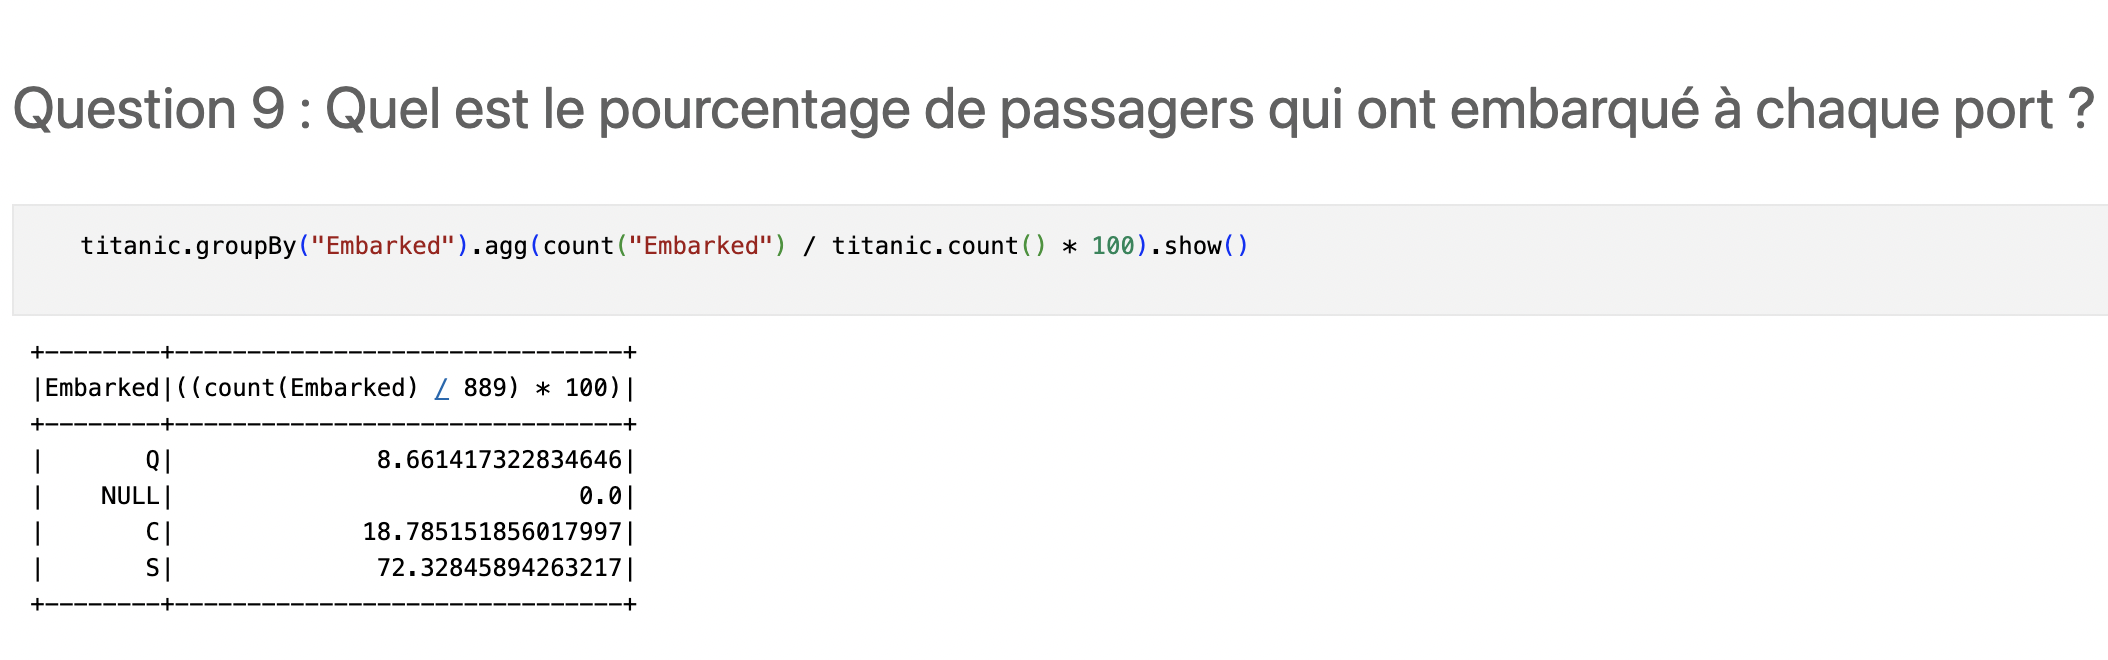 Question 9 : Quel est le pourcentage de passagers qui ont embarqué à chaque port ?
titanic.groupBy("Embarked").agg(count("Embarked") / titanic.count() * 100).show()
+--------+-------------------------------+
|Embarked|((count(Embarked) / 889) * 100)|
+--------+-------------------------------+
|       Q|              8.661417322834646|
|    NULL|                            0.0|
|       C|             18.785151856017997|
|       S|              72.32845894263217|
+--------+-------------------------------+